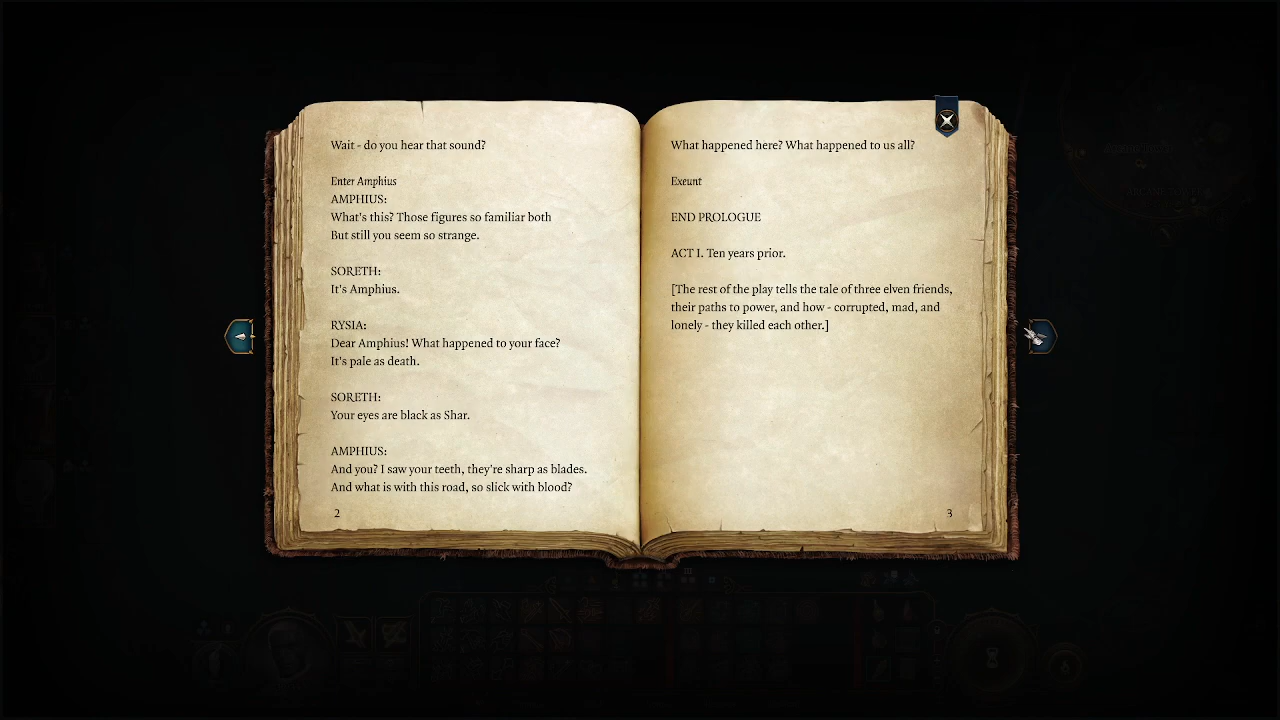 Wait - do you hear that sound?
Enter Amphius
AMPHIUS:
What's this? Those figures so familiar both
But still you seem so strange.
SORETH:
It's Amphius.
RYSIA:
Dear Amphius! What happened to your face?
It's pale as death.
SORETH:
Your eyes are black as Shar.
AMPHIUS:
And you? I saw your teeth, they're sharp as blades.
And what is with this road, so slick with blood?
2
What happened here? What happened to us all?
Exeunt
END PROLOGUE
ACT I. Ten years prior.
[The rest of the play tells the tale of three elven friends,
their paths to power, and how - corrupted, mad, and
lonely - they killed each other.]
3